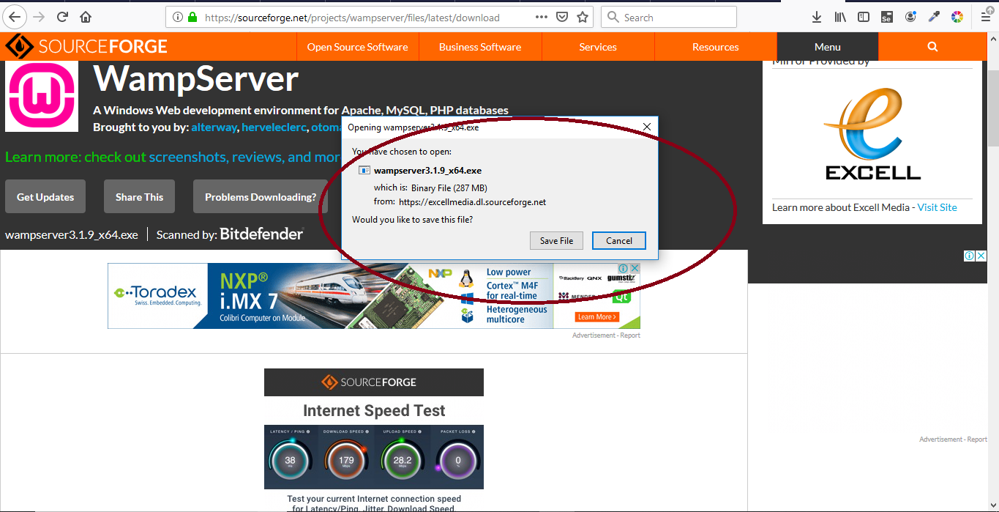 https://sourceforge.net/projects/wampserver/files/latest/download
Search
Se
SOURCEFORGE
Open Source Software
Business Software
Services
Resources
Menu
Mirror Provided by
WampServer
A Windows Web development environment for Apache, MySQL, PHP databases
Brought to you by: alterway, herveleclerc, otoma
Learn more: check out screenshots, reviews, and mor
Get Updates
Share This
Problems Downloading?
wampserver3.1.9_x64.exe
Scanned by: Bitdefender
Opening wampserver3.1.9_x64.exe
You have chosen to open:
wampserver3.1.9_x64.exe
which is: Binary File (287 MB)
from: https://excellmedia.dl.sourceforge.net
Would you like to save this file?
Save File
Cancel
EXCELL
Learn more about Excell Media - Visit Site
Toradex
Swiss. Embedded. Computing.
NXP®
i.MX 7
Colibri Computer on Module
NXP
Low power
Cortex™ M4F
for real-time
Heterogeneous
multicore
BlackBerry QNX gumstix
MENDER
Qt
Learn More >
Advertisement - Report
SOURCEFORGE
Internet Speed Test
LATENCY / PING
DOWNLOAD SPEED
UPLOAD SPEED
PACKET LOSS
38
ms
179
Mbps
28.2
Mbps
0
%
Test your current Internet connection speed
for Latency/Ping, Jitter, Download Speed,
Advertisement - Report